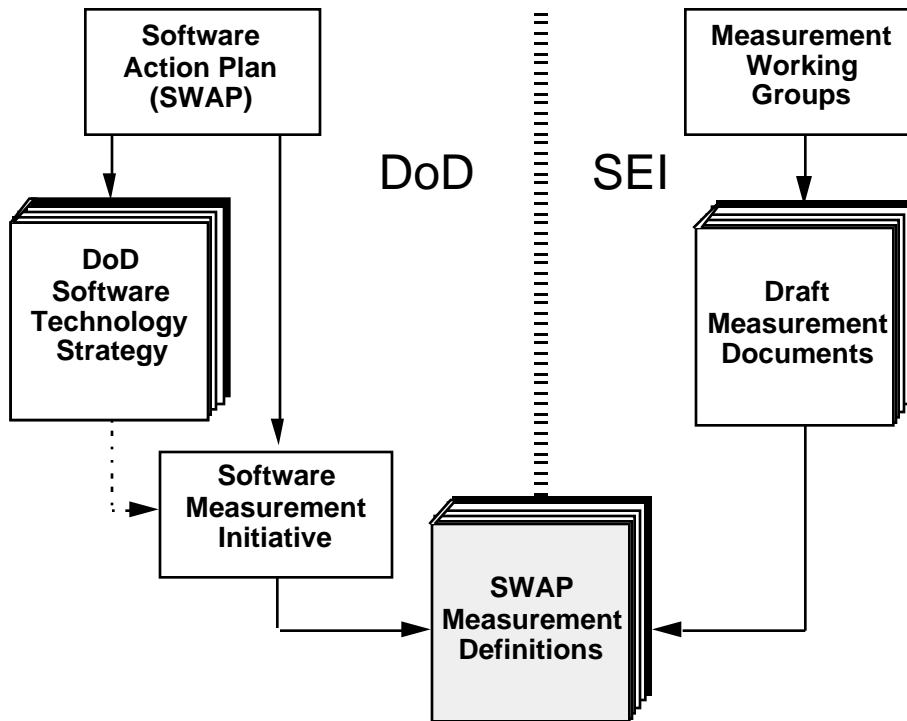 Software
Action Plan
(SWAP)
Measurement
Working
Groups
DoD
SEI
DoD
Software
Technology
Strategy
Draft
Measurement
Documents
Software
Measurement
Initiative
SWAP
Measurement
Definitions